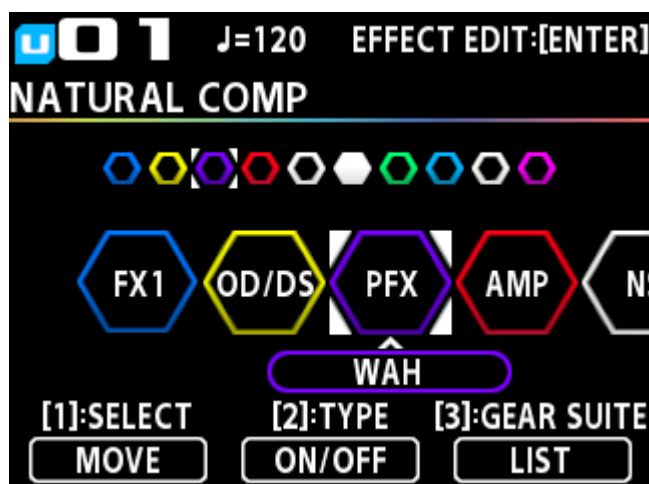 U01 ♩=120 EFFECT EDIT:[ENTER]
NATURAL COMP
FX1 OD/DS PFX AMP
WAH
[1]:SELECT [2]:TYPE [3]:GEAR SUITE
MOVE ON/OFF LIST